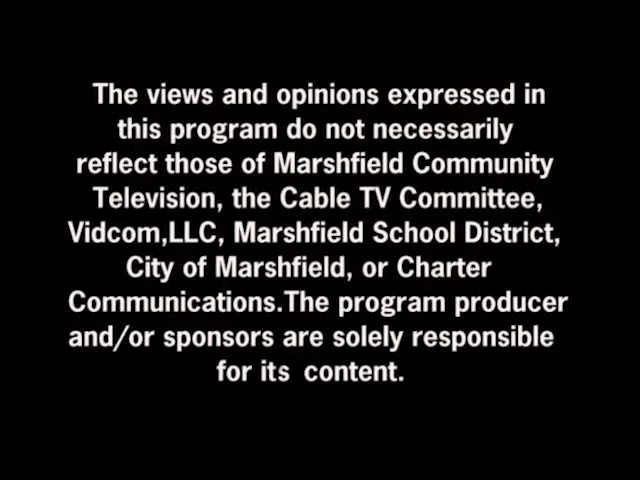 The views and opinions expressed in
this program do not necessarily
reflect those of Marshfield Community
Television, the Cable TV Committee,
Vidcom,LLC, Marshfield School District,
City of Marshfield, or Charter
Communications.The program producer
and/or sponsors are solely responsible
for its content.